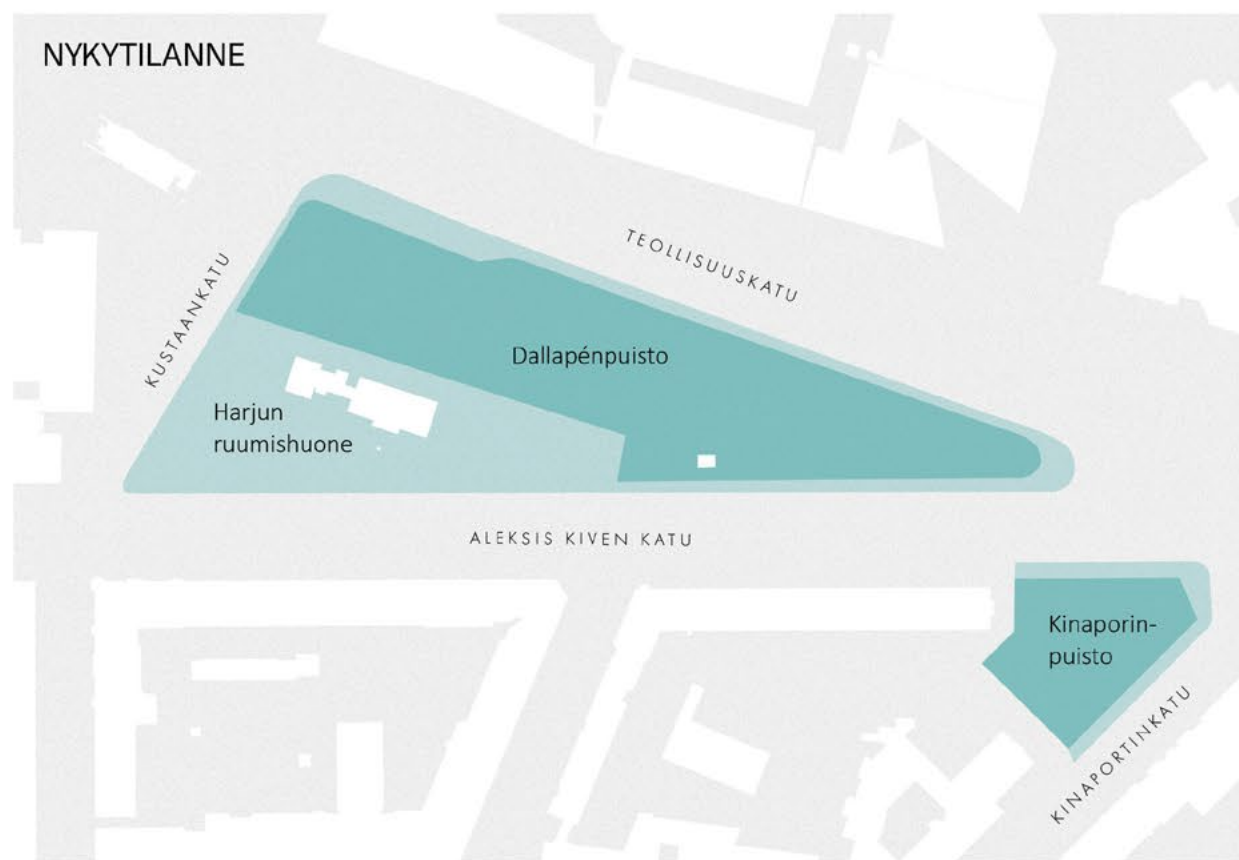 NYKYTILANNE
TEOLLISUUSKATU
KUSTAANKATU
Dallapénpuisto
Harjun
ruumishuone
ALEKSIS KIVEN KATU
Kinaporin-
puisto
KINAPORTINKATU